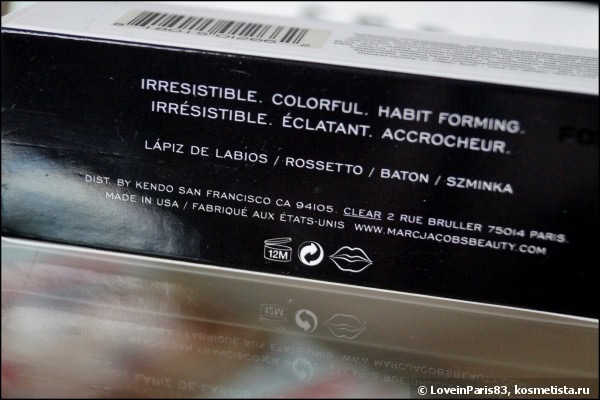 IRRESISTIBLE. COLORFUL. HABIT FORMING.
IRRÉSISTIBLE. ÉCLATANT. ACCROCHEUR.
LÁPIZ DE LABIOS / ROSSETTO / BATON / SZMINKA
DIST. BY KENDO SAN FRANCISCO CA 94105. CLEAR 2 RUE BRULLER 75014 PARIS.
MADE IN USA / FABRIQUÉ AUX ÉTATS-UNIS WWW.MARCJACOBSBEAUTY.COM
12M
© LoveinParis83, kosmetista.ru